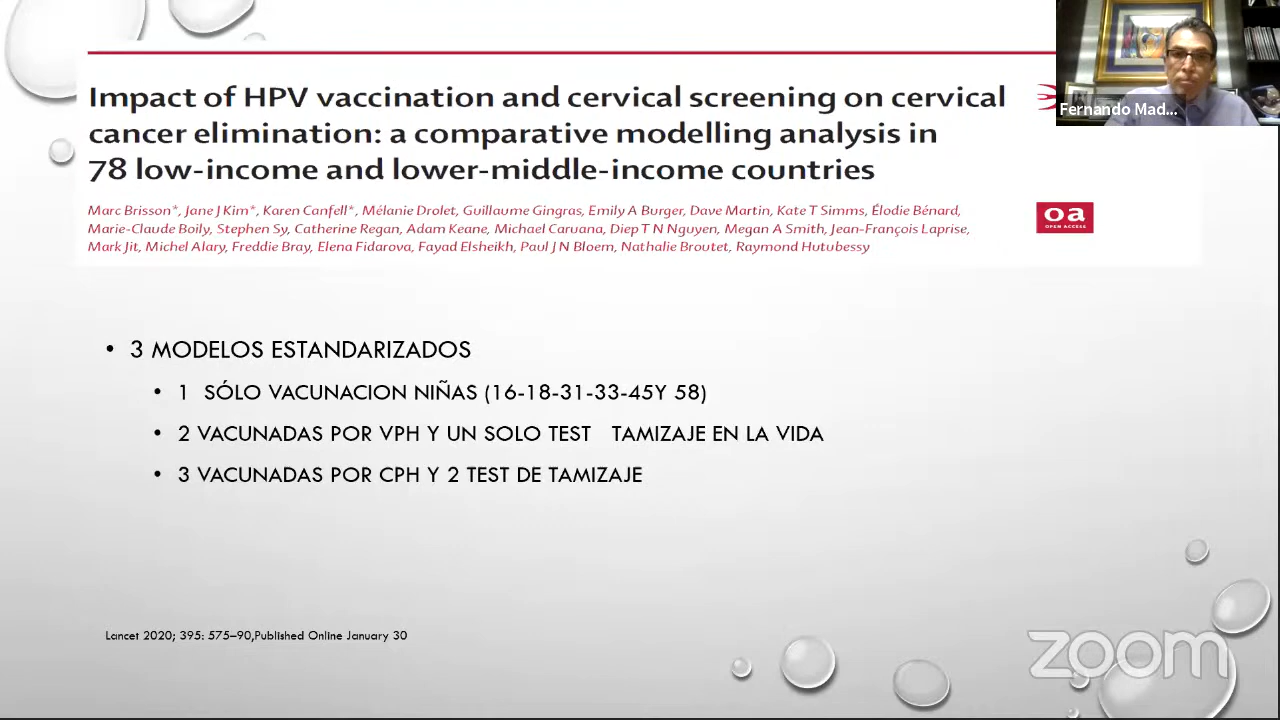 Impact of HPV vaccination and cervical screening on cervical
cancer elimination: a comparative modelling analysis in
78 low-income and lower-middle-income countries
Marc Brisson*, Jane J Kim*, Karen Canfell*, Mélanie Drolet, Guillaume Gingras, Emily A Burger, Dave Martin, Kate T Simms, Élodie Bénard,
Marie-Claude Boily, Stephen Sy, Catherine Regan, Adam Keane, Michael Caruana, Diep T N Nguyen, Megan A Smith, Jean-François Laprise,
Mark Jit, Michel Alary, Freddie Bray, Elena Fidarova, Fayad Elsheikh, Paul J N Bloem, Nathalie Broutet, Raymond Hutubessy
oa
OPEN ACCESS
Fernando Mad...
• 3 MODELOS ESTANDARIZADOS
• 1 SÓLO VACUNACION NIÑAS (16-18-31-33-45Y 58)
• 2 VACUNADAS POR VPH Y UN SOLO TEST TAMIZAJE EN LA VIDA
• 3 VACUNADAS POR CPH Y 2 TEST DE TAMIZAJE
Lancet 2020; 395: 575–90,Published Online January 30
zoom